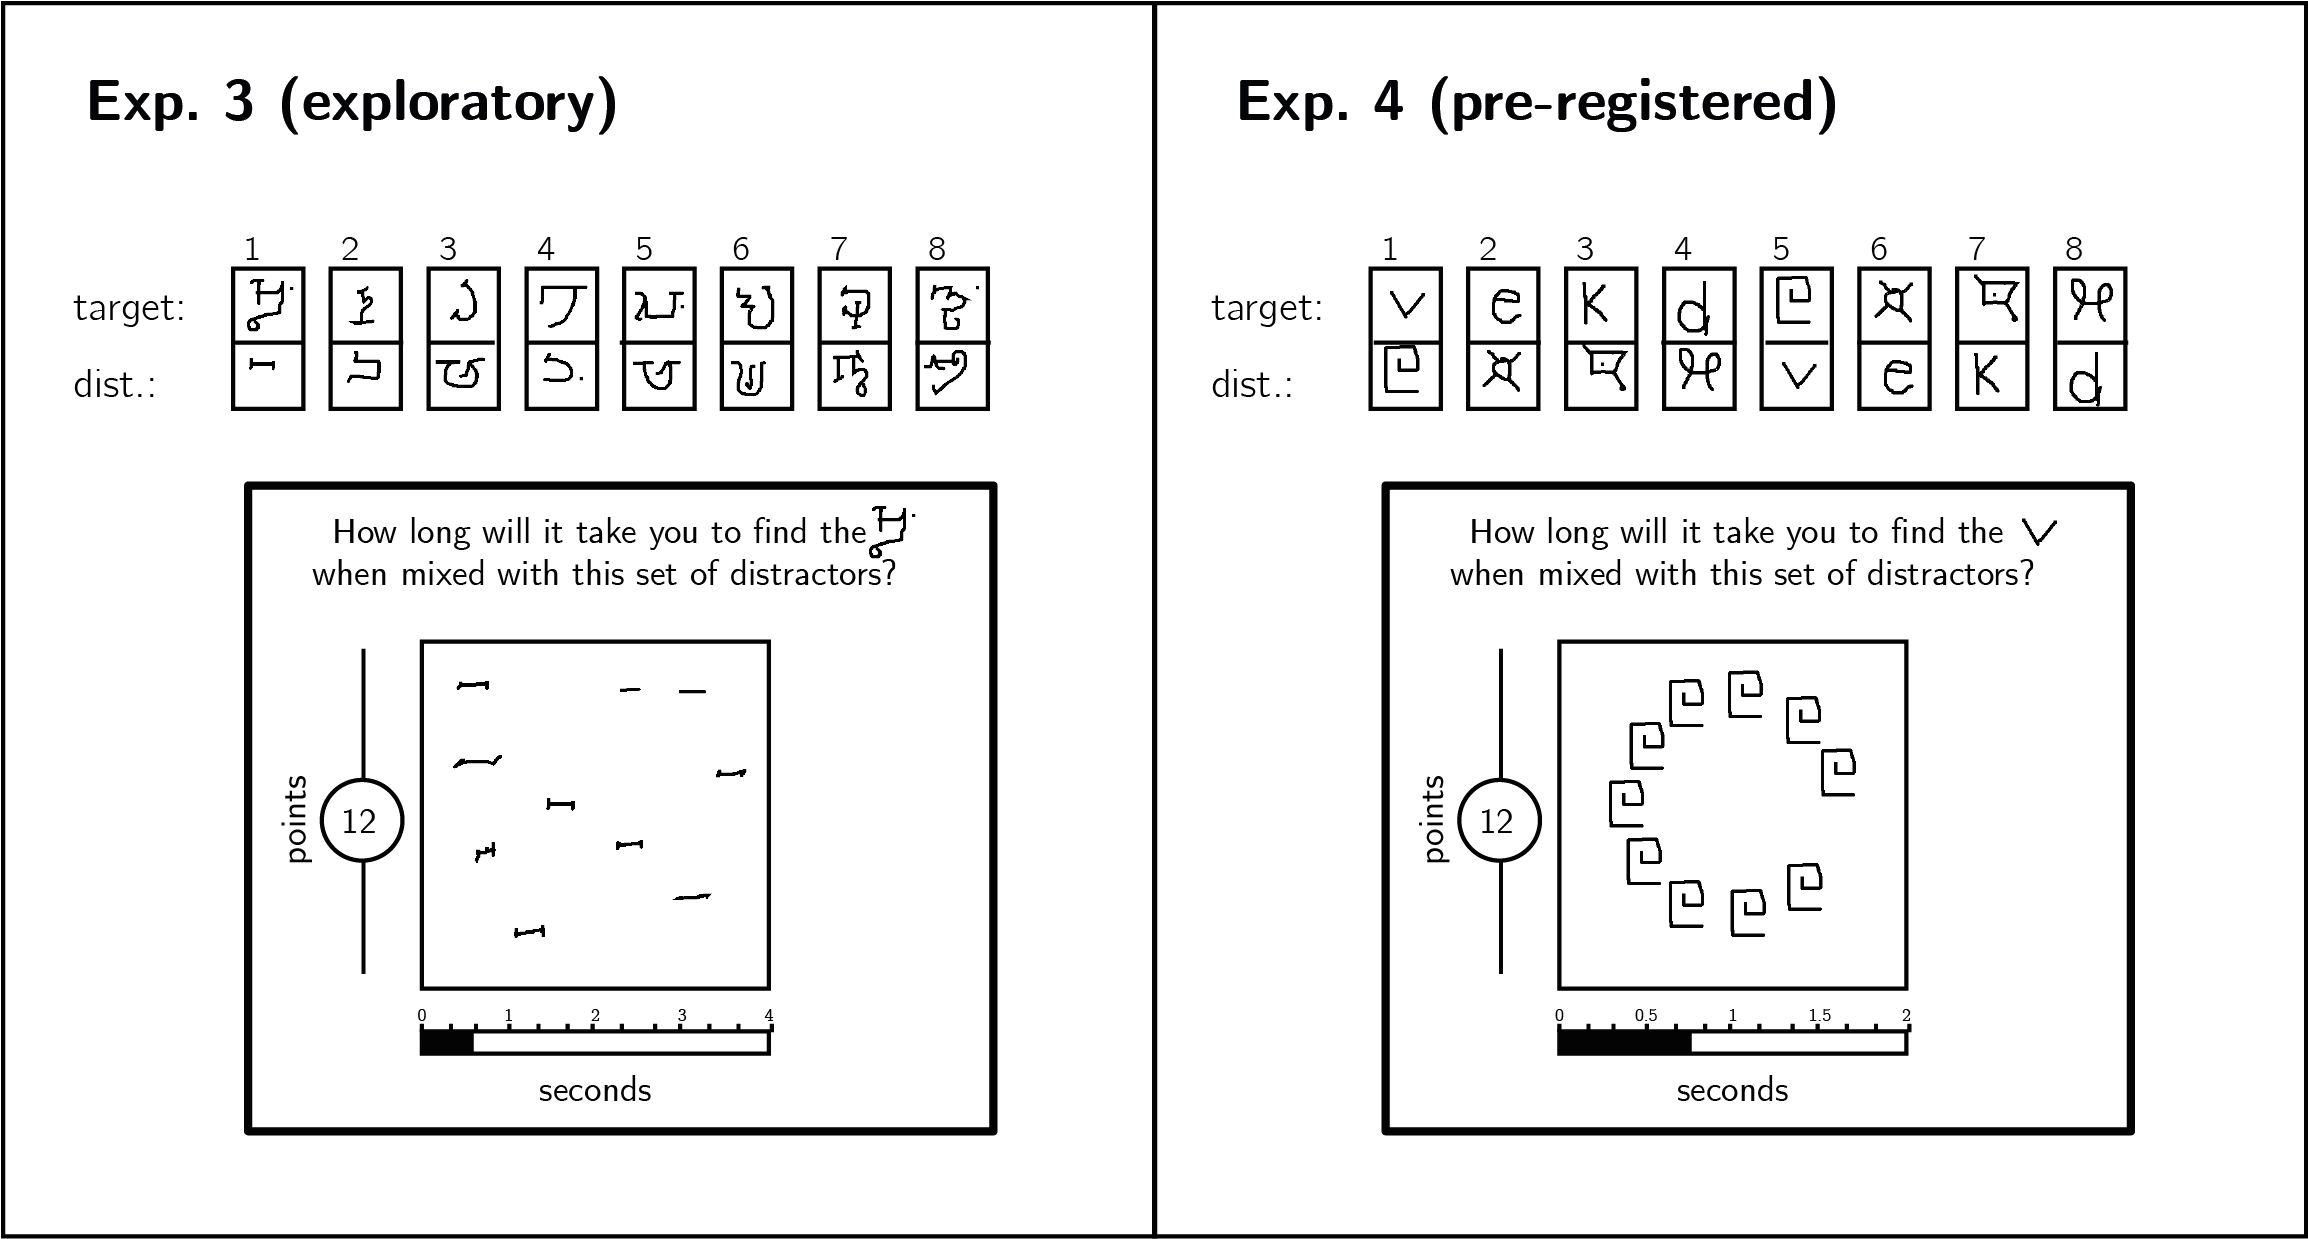 Exp. 3 (exploratory)
1 2 3 4 5 6 7 8
target:
dist.:
How long will it take you to find the
when mixed with this set of distractors?
points
12
0 1 2 3 4
seconds
Exp. 4 (pre-registered)
1 2 3 4 5 6 7 8
target: v e k d
dist.: v e k d
How long will it take you to find the v
when mixed with this set of distractors?
points
12
0 0.5 1 1.5 2
seconds